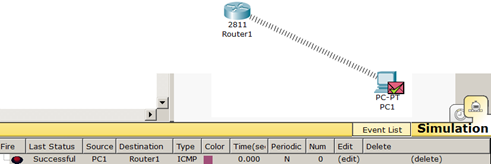 2811
Router1
PC-PT
PC1
Event List
Simulation
Fire Last Status Source Destination Type Color Time(sec Periodic Num Edit Delete
Successful PC1 Router1 ICMP 0.000 N 0 (edit) (delete)